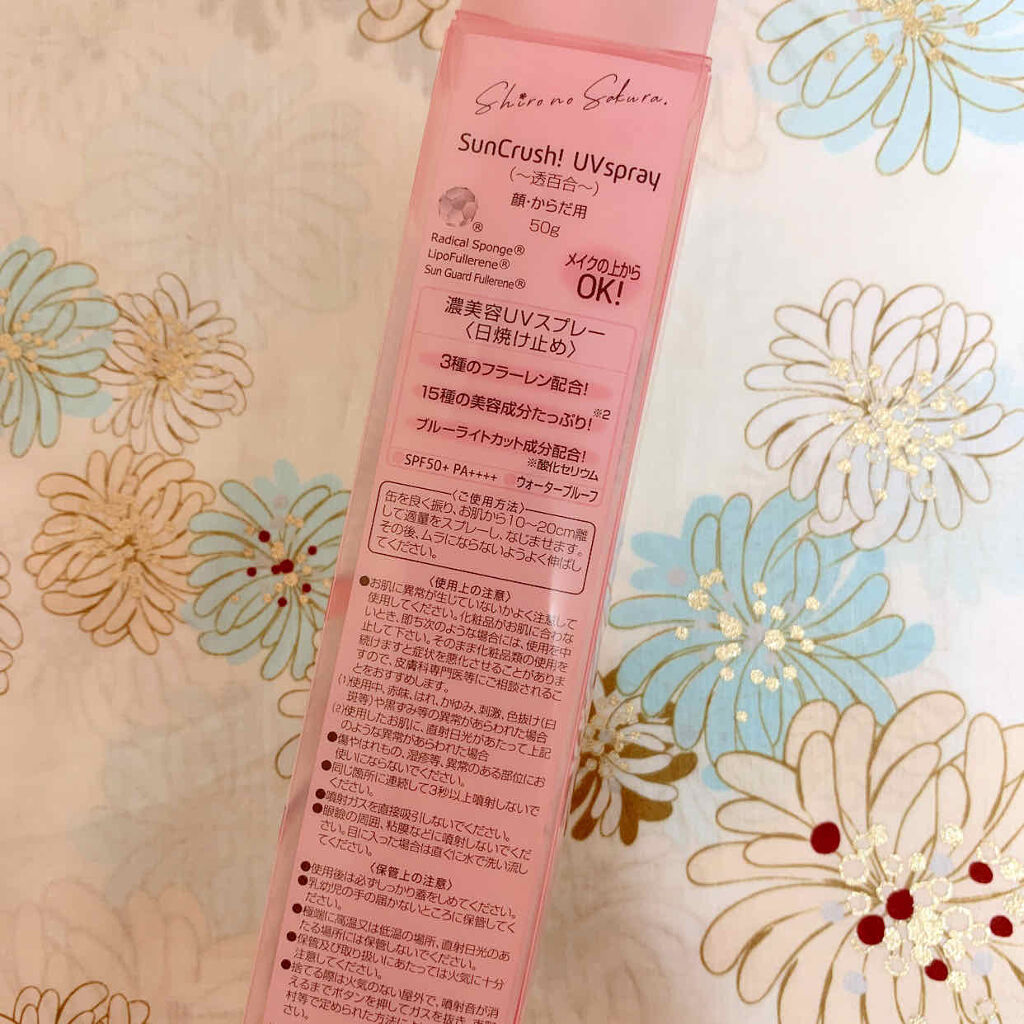 Shiro no Sakura.
SunCrush! UVspray
(〜透百合〜)
顔・からだ用
50g
®
Radical Sponge®
LipoFullerene®
Sun Guard Fullerene®
メイクの上から
OK!
濃美容UVスプレー
〈日焼け止め〉
3種のフラーレン配合!
15種の美容成分たっぷり!※2
ブルーライトカット成分配合!
※酸化セリウム
SPF50+ PA++++ ウォータープルーフ
〈ご使用方法〉
缶を良く振り、お肌から10〜20cm離
して適量をスプレーし、なじませます。
その後、ムラにならないようよく伸ばし
てください。
〈使用上の注意〉
●お肌に異常が生じていないかよく注意して
使用してください。化粧品がお肌に合わな
いとき、即ち次のような場合には、使用を中
止して下さい。そのまま化粧品類の使用を
続けますと症状を悪化させることがありま
すので、皮膚科専門医等にご相談されるこ
とをおすすめします。
(1)使用中、赤味、はれ、かゆみ、刺激、色抜け(白
斑等)や黒ずみ等の異常があらわれた場合
(2)使用したお肌に、直射日光があたって上記
のような異常があらわれた場合
●傷やはれもの、湿疹等、異常のある部位にお
使いにならないでください。
●同じ箇所に連続して3秒以上噴射しないで
ください。
●噴射ガスを直接吸引しないでください。
●眼瞼の周囲、粘膜などに噴射しないでくだ
さい。目に入った場合は直ぐに水で洗い流し
てください。
〈保管上の注意〉
●使用後は必ずしっかり蓋をしめてください。
●乳幼児の手の届かないところに保管してく
ださい。
●極端に高温又は低温の場所、直射日光のあ
たる場所には保管しないでください。
●保管及び取り扱いにあたっては火気に十分
注意してください。
●捨てる際は火気のない屋外で、噴射音が消
えるまでボタンを押してガスを抜き、
村等で定められた方法に
さい。